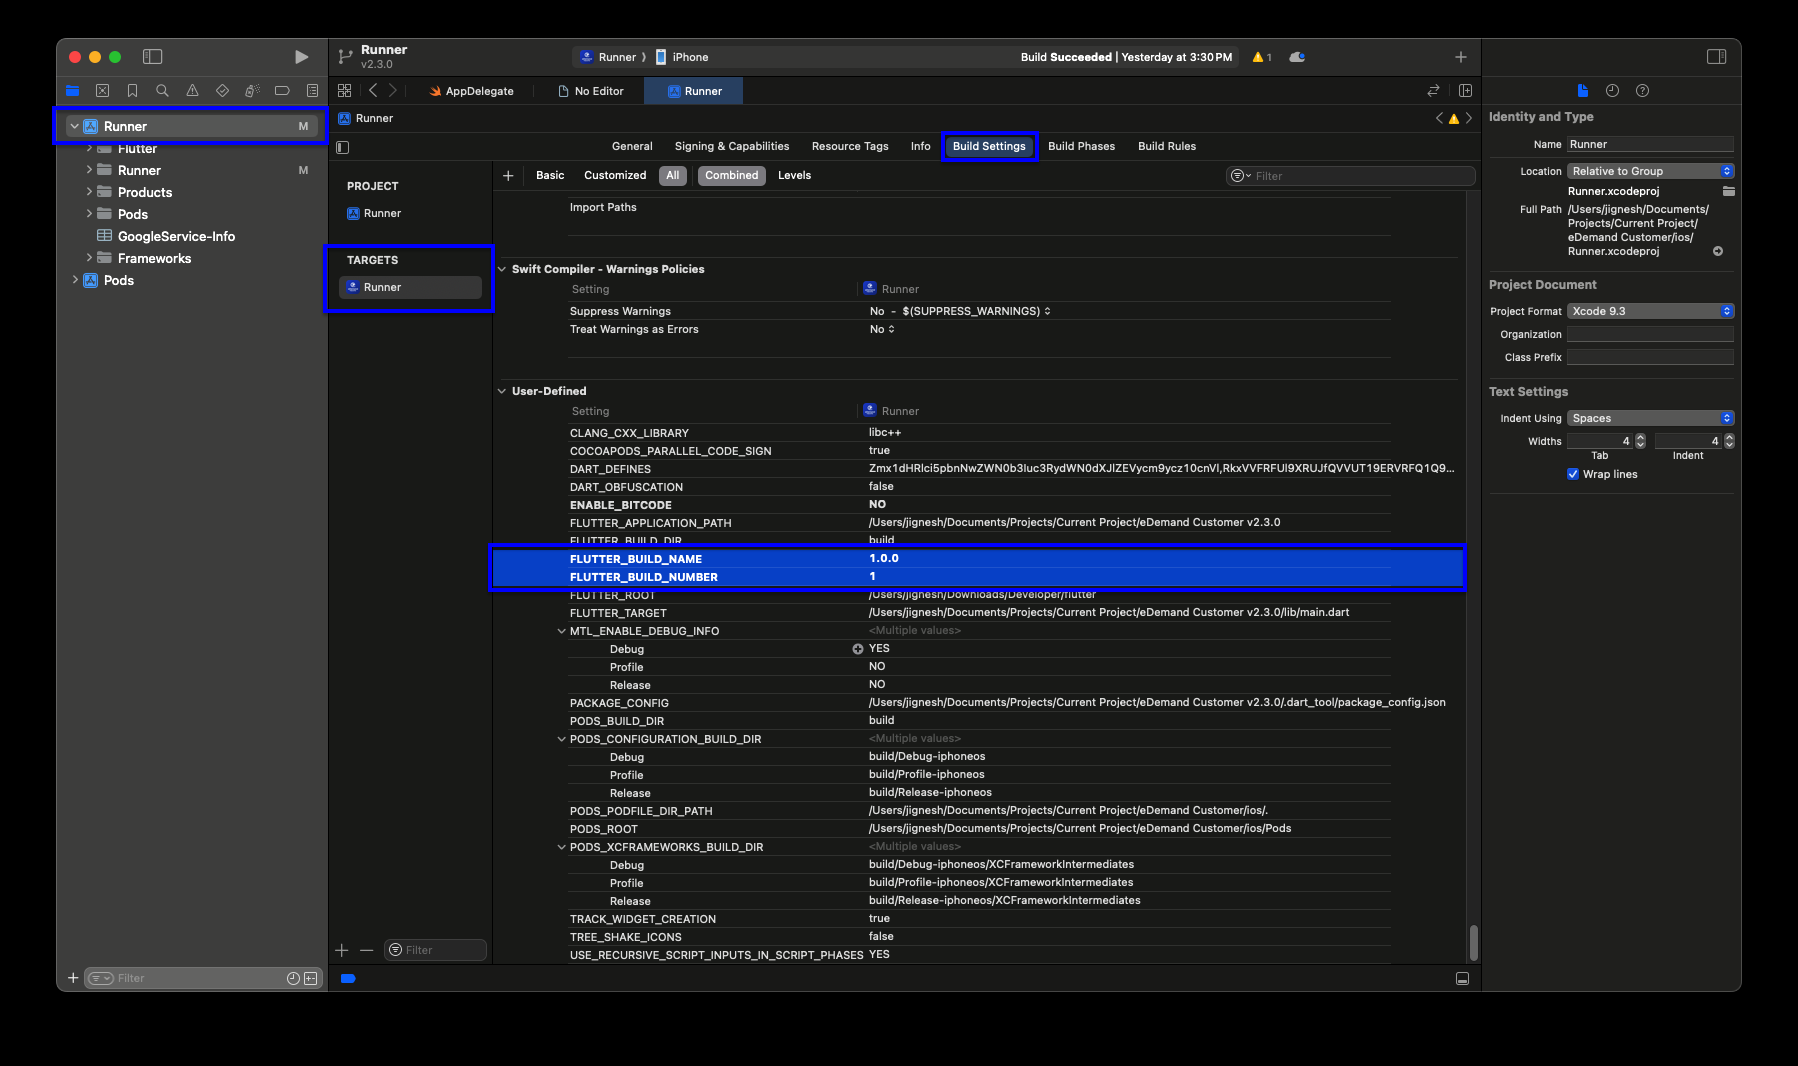 Runner
v2.3.0
Runner
iPhone
Build Succeeded | Yesterday at 3:30 PM
1
AppDelegate
No Editor
Runner
Runner
M
Flutter
Runner
M
Products
Pods
GoogleService-Info
Frameworks
Pods
Filter
Runner
General
Signing & Capabilities
Resource Tags
Info
Build Settings
Build Phases
Build Rules
PROJECT
Runner
TARGETS
Runner
Filter
Basic
Customized
All
Combined
Levels
Filter
Import Paths
Swift Compiler - Warnings Policies
Setting
Runner
Suppress Warnings
No - $(SUPPRESS_WARNINGS)
Treat Warnings as Errors
No
User-Defined
Setting
Runner
CLANG_CXX_LIBRARY
libc++
COCOAPODS_PARALLEL_CODE_SIGN
true
DART_DEFINES
DART_OBFUSCATION
false
ENABLE_BITCODE
NO
FLUTTER_APPLICATION_PATH
/Users/jignesh/Documents/Projects/Current Project/eDemand Customer v2.3.0
FLUTTER_BUILD_DIR
build
FLUTTER_BUILD_NAME
1.0.0
FLUTTER_BUILD_NUMBER
1
FLUTTER_ROOT
/Users/jignesh/Downloads/Developer/flutter
FLUTTER_TARGET
/Users/jignesh/Documents/Projects/Current Project/eDemand Customer v2.3.0/lib/main.dart
MTL_ENABLE_DEBUG_INFO
<Multiple values>
Debug
YES
Profile
NO
Release
NO
PACKAGE_CONFIG
/Users/jignesh/Documents/Projects/Current Project/eDemand Customer v2.3.0/.dart_tool/package_config.json
PODS_BUILD_DIR
build
PODS_CONFIGURATION_BUILD_DIR
<Multiple values>
Debug
build/Debug-iphoneos
Profile
build/Profile-iphoneos
Release
build/Release-iphoneos
PODS_PODFILE_DIR_PATH
/Users/jignesh/Documents/Projects/Current Project/eDemand Customer/ios/.
PODS_ROOT
/Users/jignesh/Documents/Projects/Current Project/eDemand Customer/ios/Pods
PODS_XCFRAMEWORKS_BUILD_DIR
<Multiple values>
Debug
build/Debug-iphoneos/XCFrameworkIntermediates
Profile
build/Profile-iphoneos/XCFrameworkIntermediates
Release
build/Release-iphoneos/XCFrameworkIntermediates
TRACK_WIDGET_CREATION
true
TREE_SHAKE_ICONS
false
USE_RECURSIVE_SCRIPT_INPUTS_IN_SCRIPT_PHASES
YES
Identity and Type
Name
Runner
Location
Relative to Group
Runner.xcodeproj
Full Path
/Users/jignesh/Documents/
Projects/Current Project/
eDemand Customer/ios/
Runner.xcodeproj
Project Document
Project Format
Xcode 9.3
Organization
Class Prefix
Text Settings
Indent Using
Spaces
Widths
4
4
Tab
Indent
Wrap lines